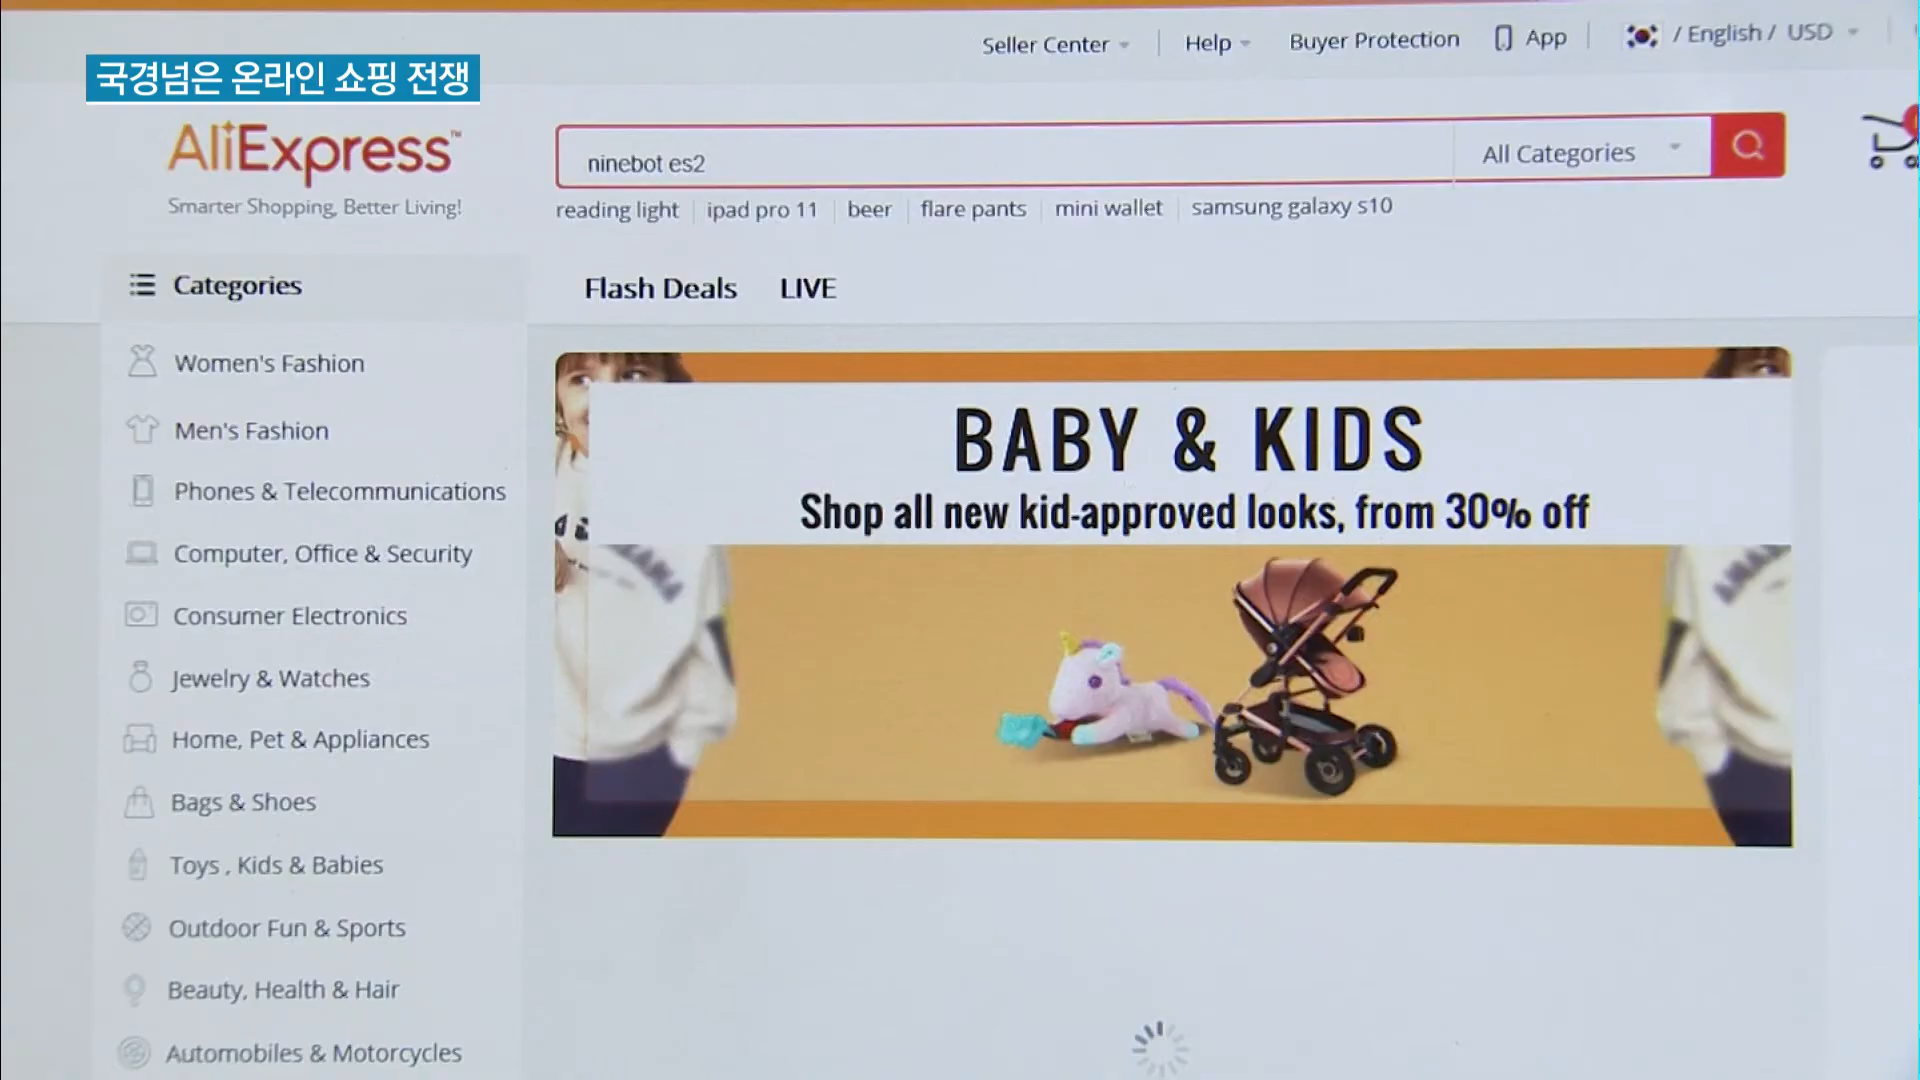 Seller Center
Help
Buyer Protection
App
/ English / USD
국경넘은 온라인 쇼핑 전쟁
AliExpress™
Smarter Shopping, Better Living!
ninebot es2
All Categories
reading light
ipad pro 11
beer
flare pants
mini wallet
samsung galaxy s10
Categories
Flash Deals
LIVE
Women's Fashion
Men's Fashion
Phones & Telecommunications
Computer, Office & Security
Consumer Electronics
Jewelry & Watches
Home, Pet & Appliances
Bags & Shoes
Toys , Kids & Babies
Outdoor Fun & Sports
Beauty, Health & Hair
Automobiles & Motorcycles
BABY & KIDS
Shop all new kid-approved looks, from 30% off